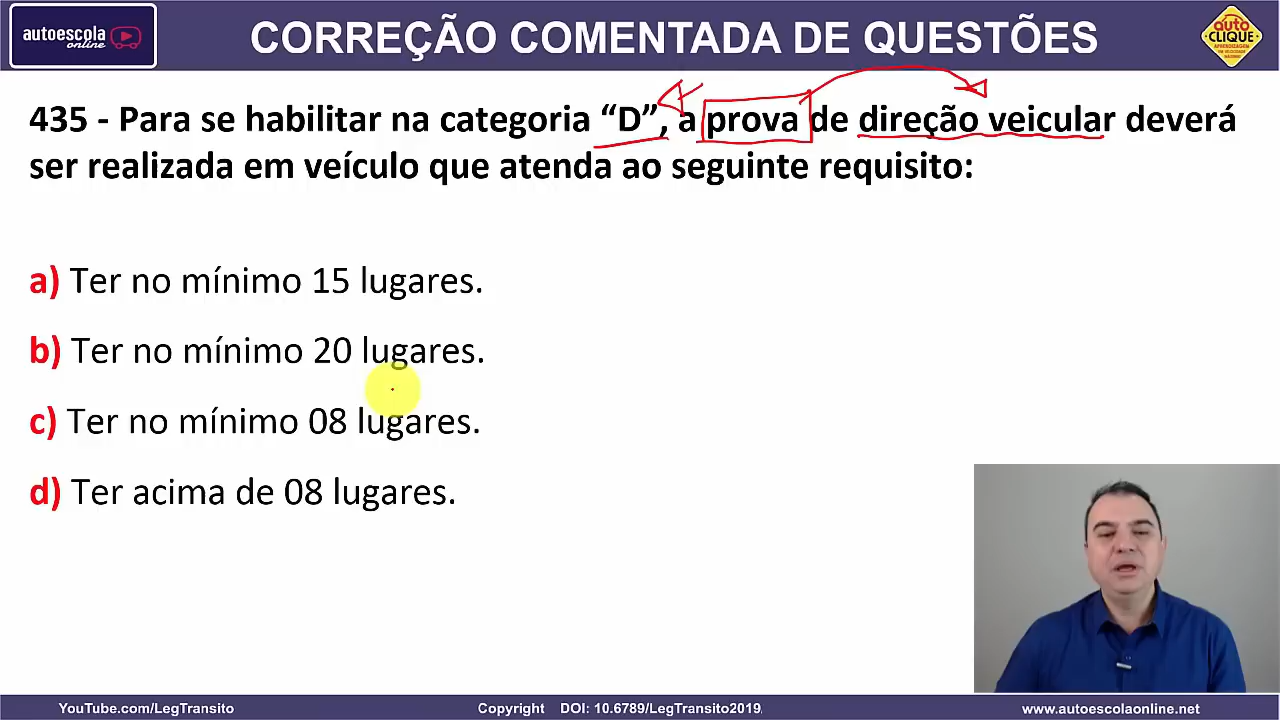 autoescola
online
CORREÇÃO COMENTADA DE QUESTÕES
auto
CLIQUE
435 - Para se habilitar na categoria “D”, a prova de direção veicular deverá
ser realizada em veículo que atenda ao seguinte requisito:
a) Ter no mínimo 15 lugares.
b) Ter no mínimo 20 lugares.
c) Ter no mínimo 08 lugares.
d) Ter acima de 08 lugares.
YouTube.com/LegTransito
Copyright DOI: 10.6789/LegTransito2019
www.autoescolaonline.net